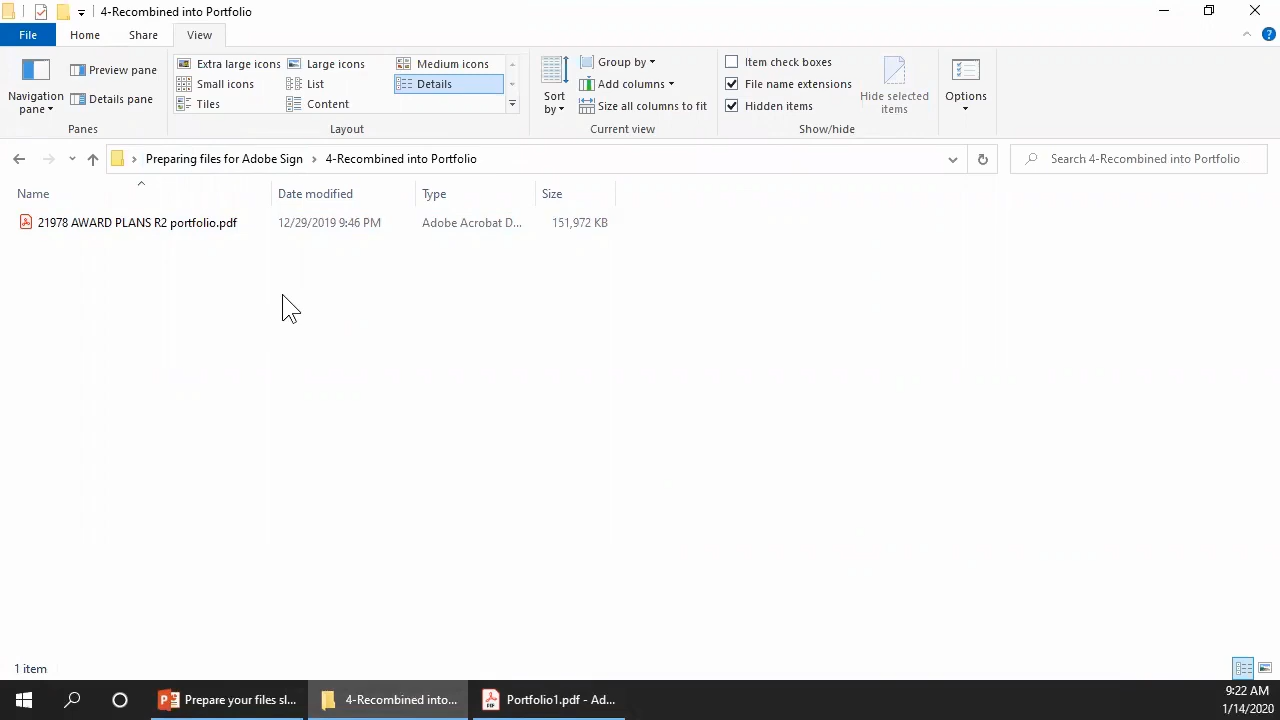 4-Recombined into Portfolio
File
Home
Share
View
Navigation pane
Preview pane
Details pane
Panes
Extra large icons
Large icons
Medium icons
Small icons
List
Details
Tiles
Content
Layout
Sort by
Group by
Add columns
Size all columns to fit
Current view
Item check boxes
File name extensions
Hidden items
Hide selected items
Show/hide
Options
Preparing files for Adobe Sign
4-Recombined into Portfolio
Search 4-Recombined into Portfolio
Name
Date modified
Type
Size
21978 AWARD PLANS R2 portfolio.pdf
12/29/2019 9:46 PM
Adobe Acrobat D...
151,972 KB
1 item
Prepare your files sl...
4-Recombined into...
Portfolio1.pdf - Ad...
9:22 AM
1/14/2020